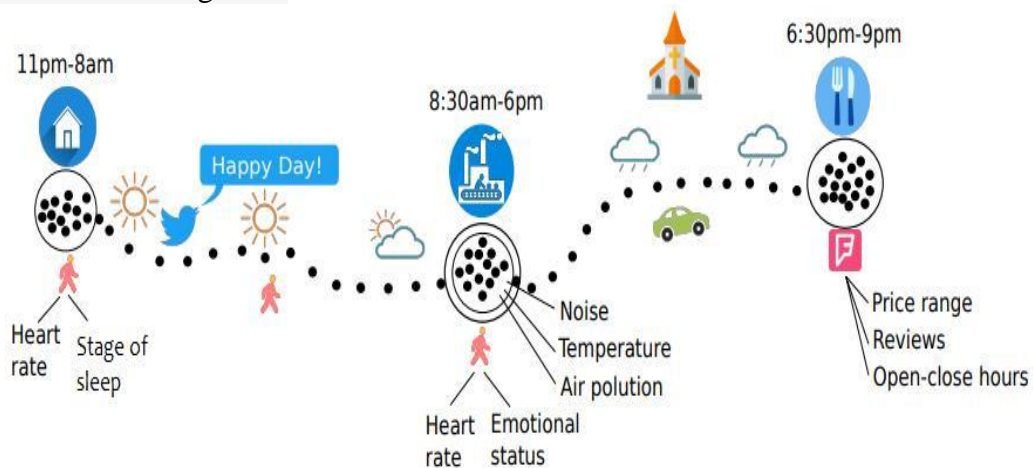 11pm-8am
Happy Day!
8:30am-6pm
6:30pm-9pm
Heart
rate
Stage of
sleep
Noise
Temperature
Air polution
Heart
rate
Emotional
status
Price range
Reviews
Open-close hours